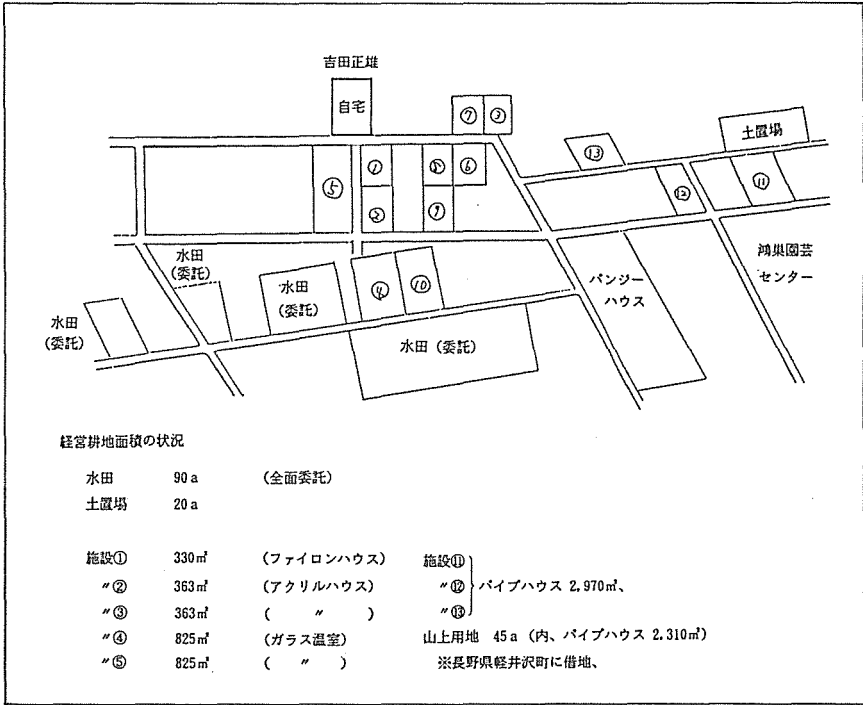 吉田正雄
自宅
⑦ ③
土置場
⑬
① ⑧ ⑥
⑤
⑫ ⑪
② ⑨
水田
(委託)
水田
(委託)
④ ⑩
パンジー
ハウス
鴻巣園芸
センター
水田
(委託)
水田(委託)
経営耕地面積の状況
水田 90a (全面委託)
土置場 20a
施設① 330㎡ (ファイロンハウス) 施設⑪
〃② 363㎡ (アクリルハウス) 〃⑫ パイプハウス 2,970㎡、
〃③ 363㎡ ( 〃 ) 〃⑬
〃④ 825㎡ (ガラス温室) 山上用地 45a(内、パイプハウス 2,310㎡)
〃⑤ 825㎡ ( 〃 ) ※長野県軽井沢町に借地、